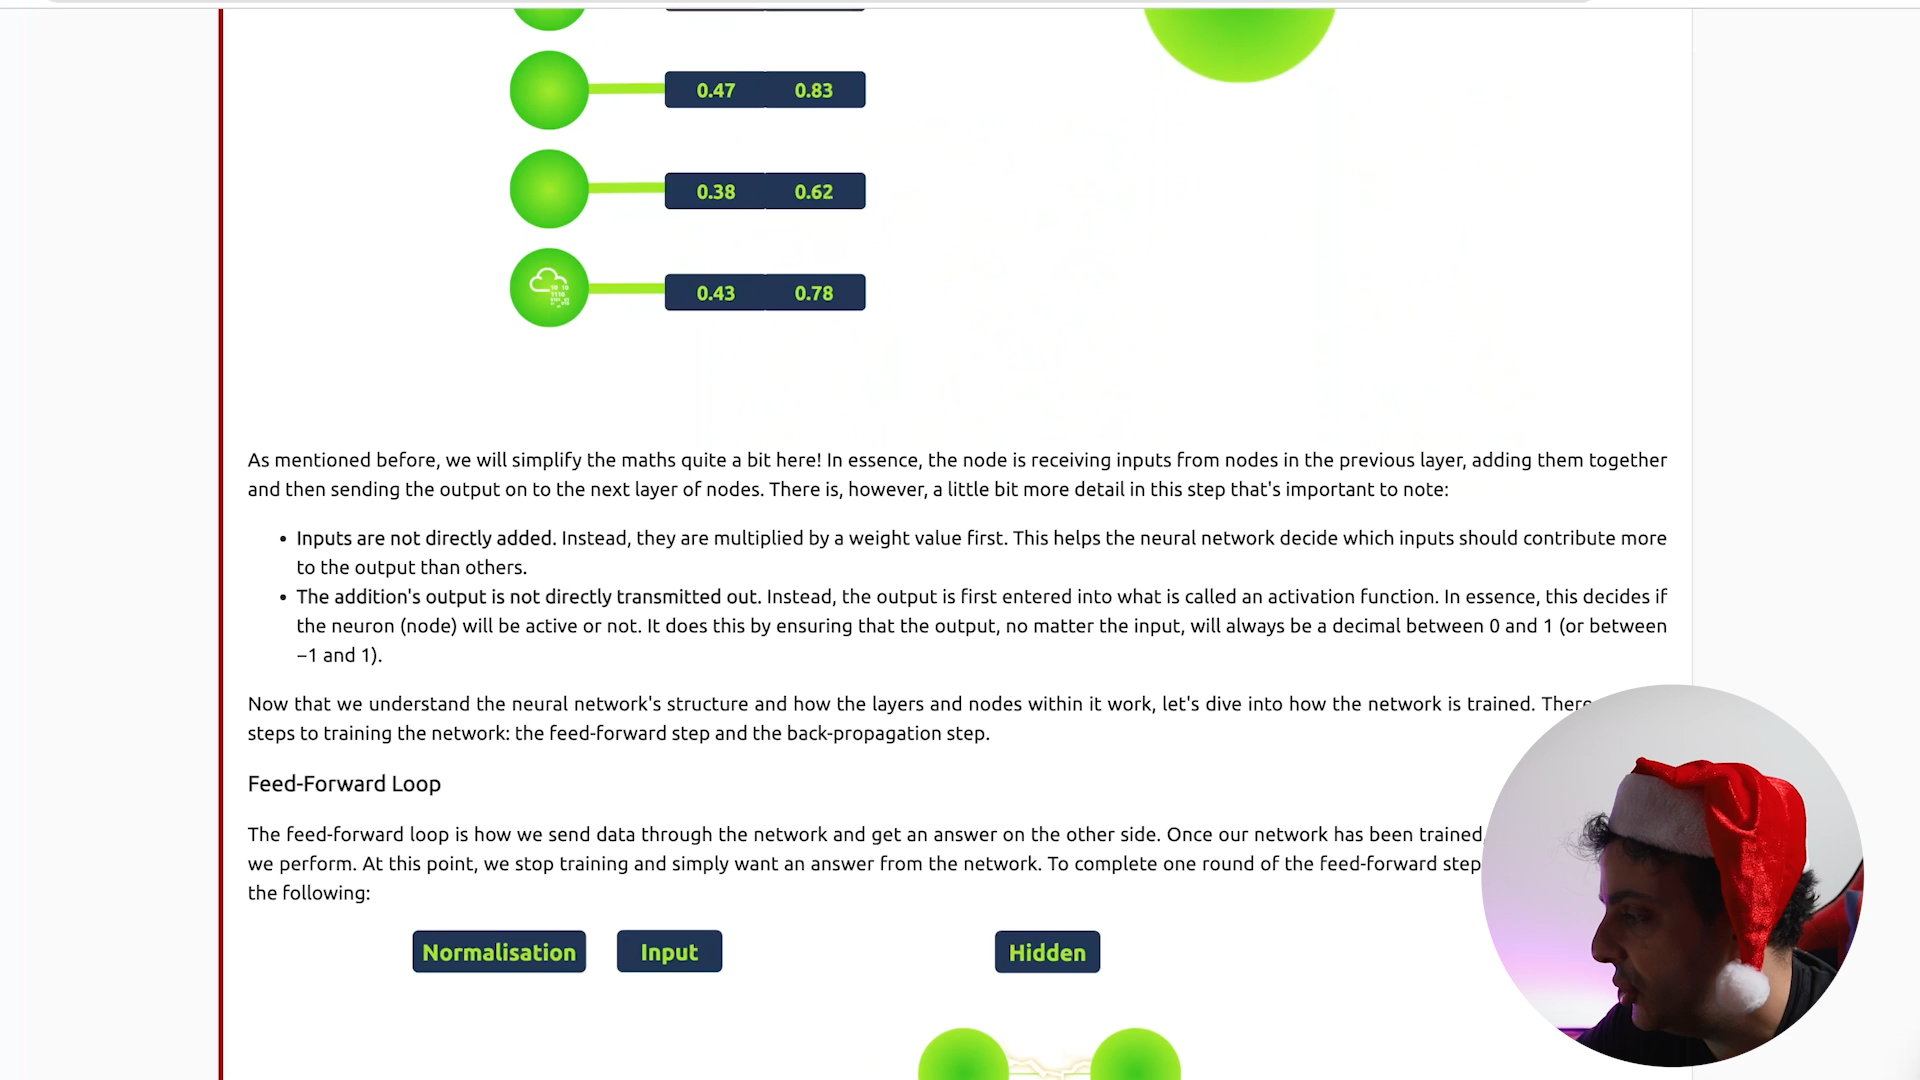 0.47 0.83
0.38 0.62
0.43 0.78
As mentioned before, we will simplify the maths quite a bit here! In essence, the node is receiving inputs from nodes in the previous layer, adding them together
and then sending the output on to the next layer of nodes. There is, however, a little bit more detail in this step that's important to note:
• Inputs are not directly added. Instead, they are multiplied by a weight value first. This helps the neural network decide which inputs should contribute more
to the output than others.
• The addition's output is not directly transmitted out. Instead, the output is first entered into what is called an activation function. In essence, this decides if
the neuron (node) will be active or not. It does this by ensuring that the output, no matter the input, will always be a decimal between 0 and 1 (or between
−1 and 1).
Now that we understand the neural network's structure and how the layers and nodes within it work, let's dive into how the network is trained. There
steps to training the network: the feed-forward step and the back-propagation step.
Feed-Forward Loop
The feed-forward loop is how we send data through the network and get an answer on the other side. Once our network has been trained,
we perform. At this point, we stop training and simply want an answer from the network. To complete one round of the feed-forward step
the following:
Normalisation Input Hidden